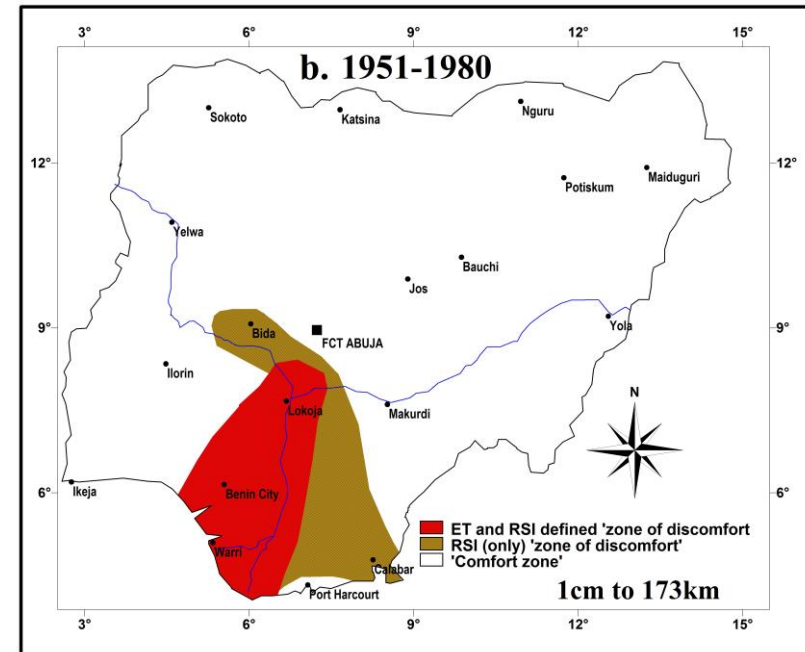 3° 6° 9° 12° 15°
b. 1951-1980
Sokoto
Katsina
Nguru
12° 12°
Potiskum
Maiduguri
Yelwa
Bauchi
Jos
9° 9°
Bida
FCT ABUJA
Yola
Ilorin
Lokoja
Makurdi
N
Ikeja
6° 6°
Benin City
ET and RSI defined 'zone of discomfort
RSI (only) 'zone of discomfort'
'Comfort zone'
Warri
Calabar
Port Harcourt
1cm to 173km
3° 6° 9° 12° 15°